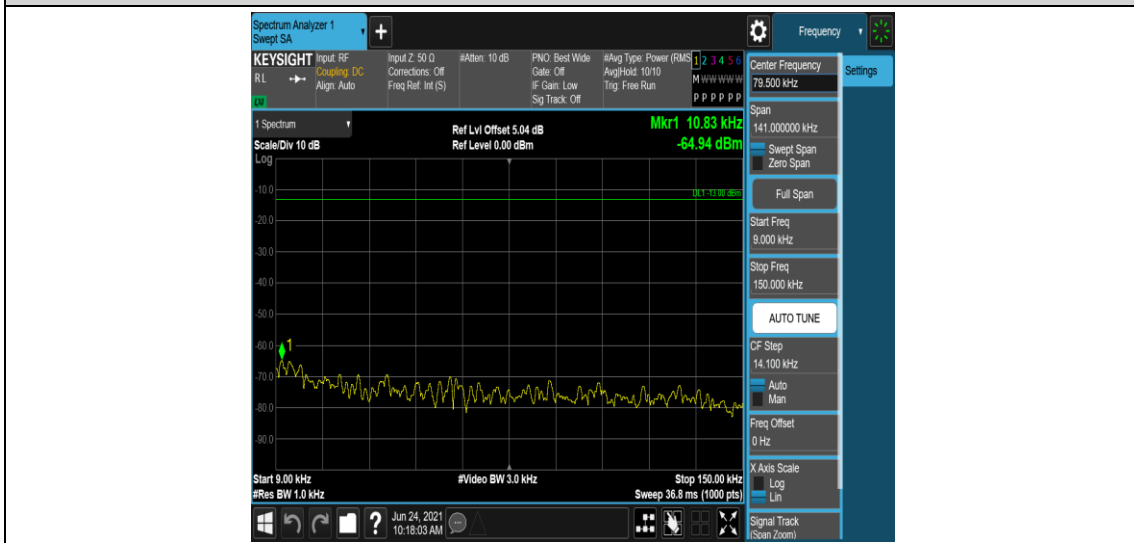 Spectrum Analyzer 1
Swept SA
+
Frequency
KEYSIGHT
Input: RF
Input Z: 50 Ω
#Atten: 10 dB
PNO: Best Wide
#Avg Type: Power (RMS
1 2 3 4 5 6
RL
Coupling: DC
Corrections: Off
Gate: Off
Avg|Hold: 10/10
M W W W W W
Align: Auto
Freq Ref: Int (S)
IF Gain: Low
Trig: Free Run
Sig Track: Off
P P P P P P
Center Frequency
79.500 kHz
Settings
Span
141.000000 kHz
Swept Span
Zero Span
Full Span
Start Freq
9.000 kHz
Stop Freq
150.000 kHz
AUTO TUNE
CF Step
14.100 kHz
Auto
Man
Freq Offset
0 Hz
X Axis Scale
Log
Lin
Signal Track
(Span Zoom)
1 Spectrum
Ref Lvl Offset 5.04 dB
Mkr1 10.83 kHz
Scale/Div 10 dB
Ref Level 0.00 dBm
-64.94 dBm
Log
-10.0
DL1 -13.00 dBm
-20.0
-30.0
-40.0
-50.0
-60.0
1
-70.0
-80.0
-90.0
Start 9.00 kHz
#Video BW 3.0 kHz
Stop 150.00 kHz
#Res BW 1.0 kHz
Sweep 36.8 ms (1000 pts)
?
Jun 24, 2021
10:18:03 AM